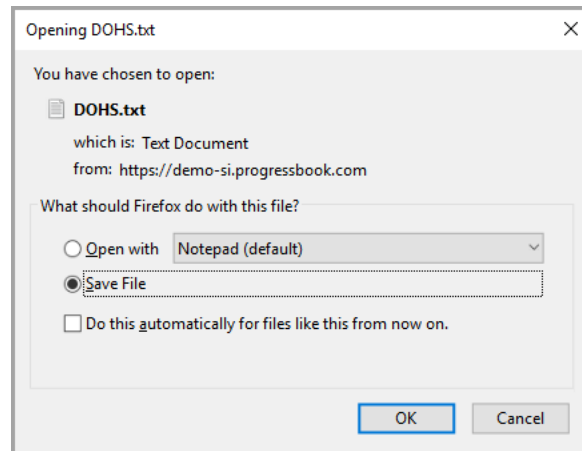 Opening DOHS.txt
You have chosen to open:
DOHS.txt
which is: Text Document
from: https://demo-si.progressbook.com
What should Firefox do with this file?
Open with Notepad (default)
Save File
Do this automatically for files like this from now on.
OK Cancel